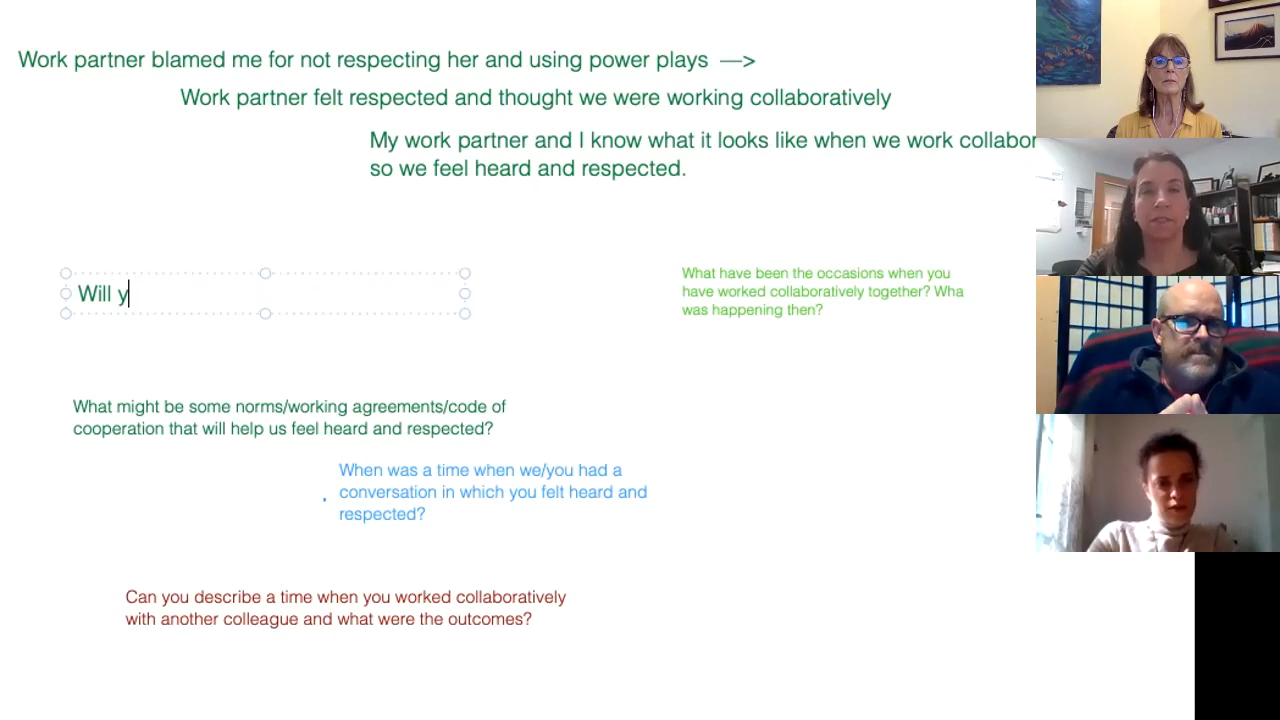 Work partner blamed me for not respecting her and using power plays —>
Work partner felt respected and thought we were working collaboratively
My work partner and I know what it looks like when we work collabor
so we feel heard and respected.
Will y
What have been the occasions when you
have worked collaboratively together? Wha
was happening then?
What might be some norms/working agreements/code of
cooperation that will help us feel heard and respected?
When was a time when we/you had a
conversation in which you felt heard and
respected?
Can you describe a time when you worked collaboratively
with another colleague and what were the outcomes?